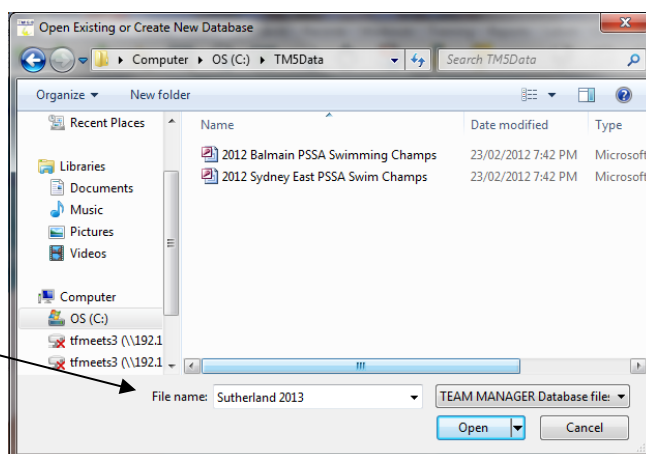 Open Existing or Create New Database
Computer OS (C:) TM5Data
Search TM5Data
Organize New folder
Recent Places
Libraries
Documents
Music
Pictures
Videos
Computer
OS (C:)
tfmeets3 (\\192.1
tfmeets3 (\\192.1
Name Date modified Type
2012 Balmain PSSA Swimming Champs 23/02/2012 7:42 PM Microsoft
2012 Sydney East PSSA Swim Champs 23/02/2012 7:42 PM Microsoft
File name: Sutherland 2013 TEAM MANAGER Database file:
Open Cancel